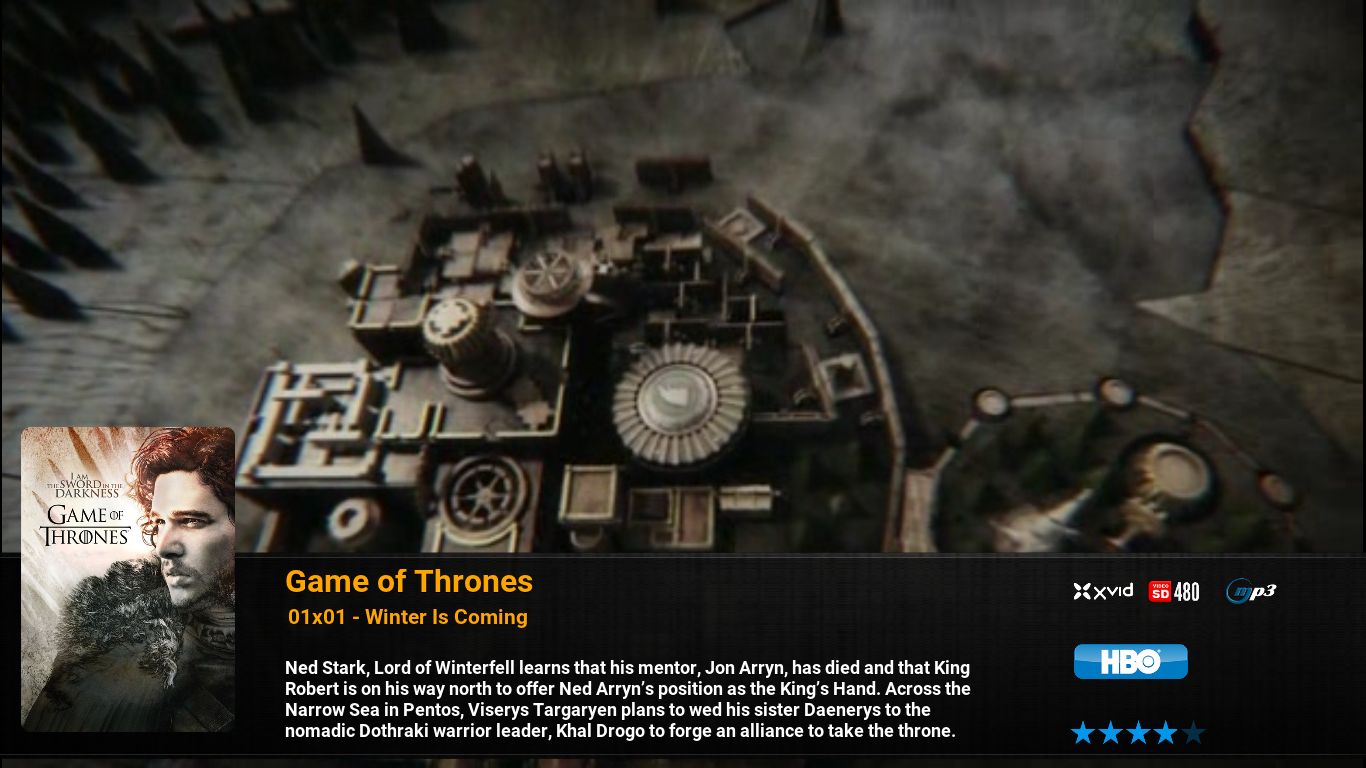 I AM
THE SWORD IN THE
DARKNESS
GAME OF
THRONES
Game of Thrones
01x01 - Winter Is Coming
Ned Stark, Lord of Winterfell learns that his mentor, Jon Arryn, has died and that King
Robert is on his way north to offer Ned Arryn’s position as the King’s Hand. Across the
Narrow Sea in Pentos, Viserys Targaryen plans to wed his sister Daenerys to the
nomadic Dothraki warrior leader, Khal Drogo to forge an alliance to take the throne.
xvid VIDEO SD 480 mp3
HBO